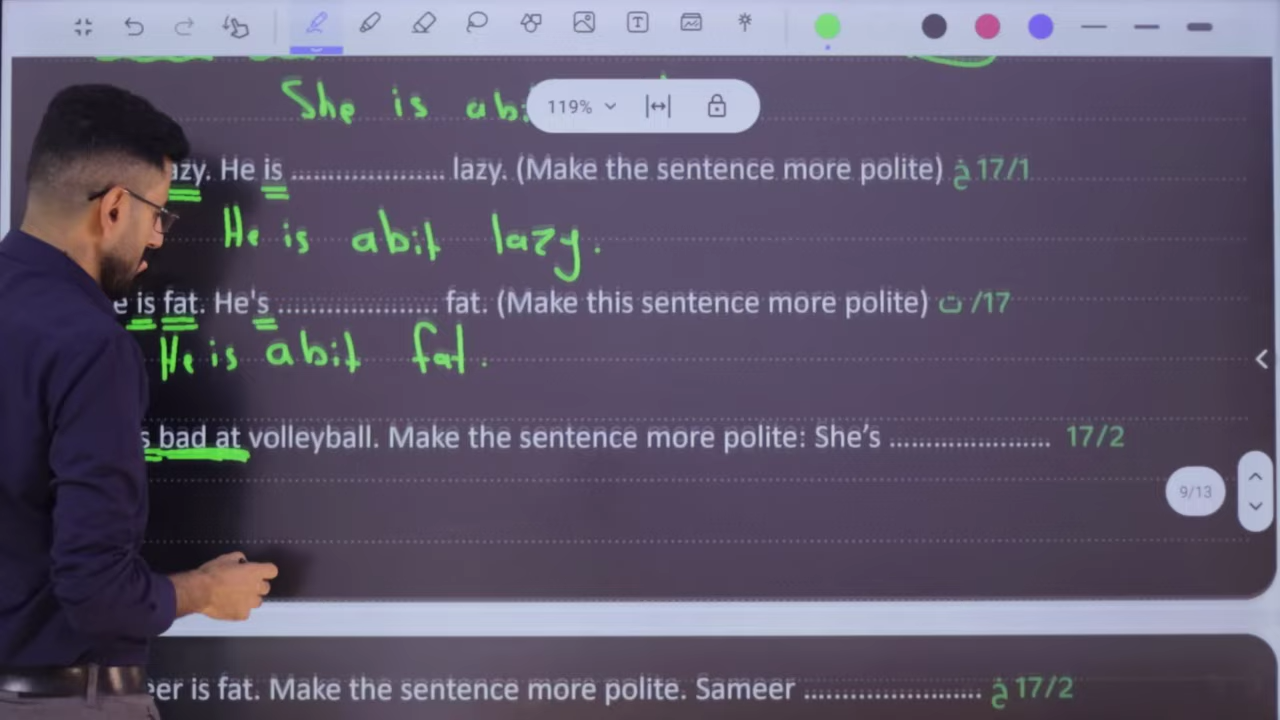 She is
119%
azy. He is ..................... lazy. (Make the sentence more polite) 17/1 خ
He is abit lazy.
e is fat. He's ..................... fat. (Make this sentence more polite) 17/ ت
He is abit fat.
s bad at volleyball. Make the sentence more polite: She's ..................... 17/2
9/13
eer is fat. Make the sentence more polite. Sameer ...................... 17/2 خ